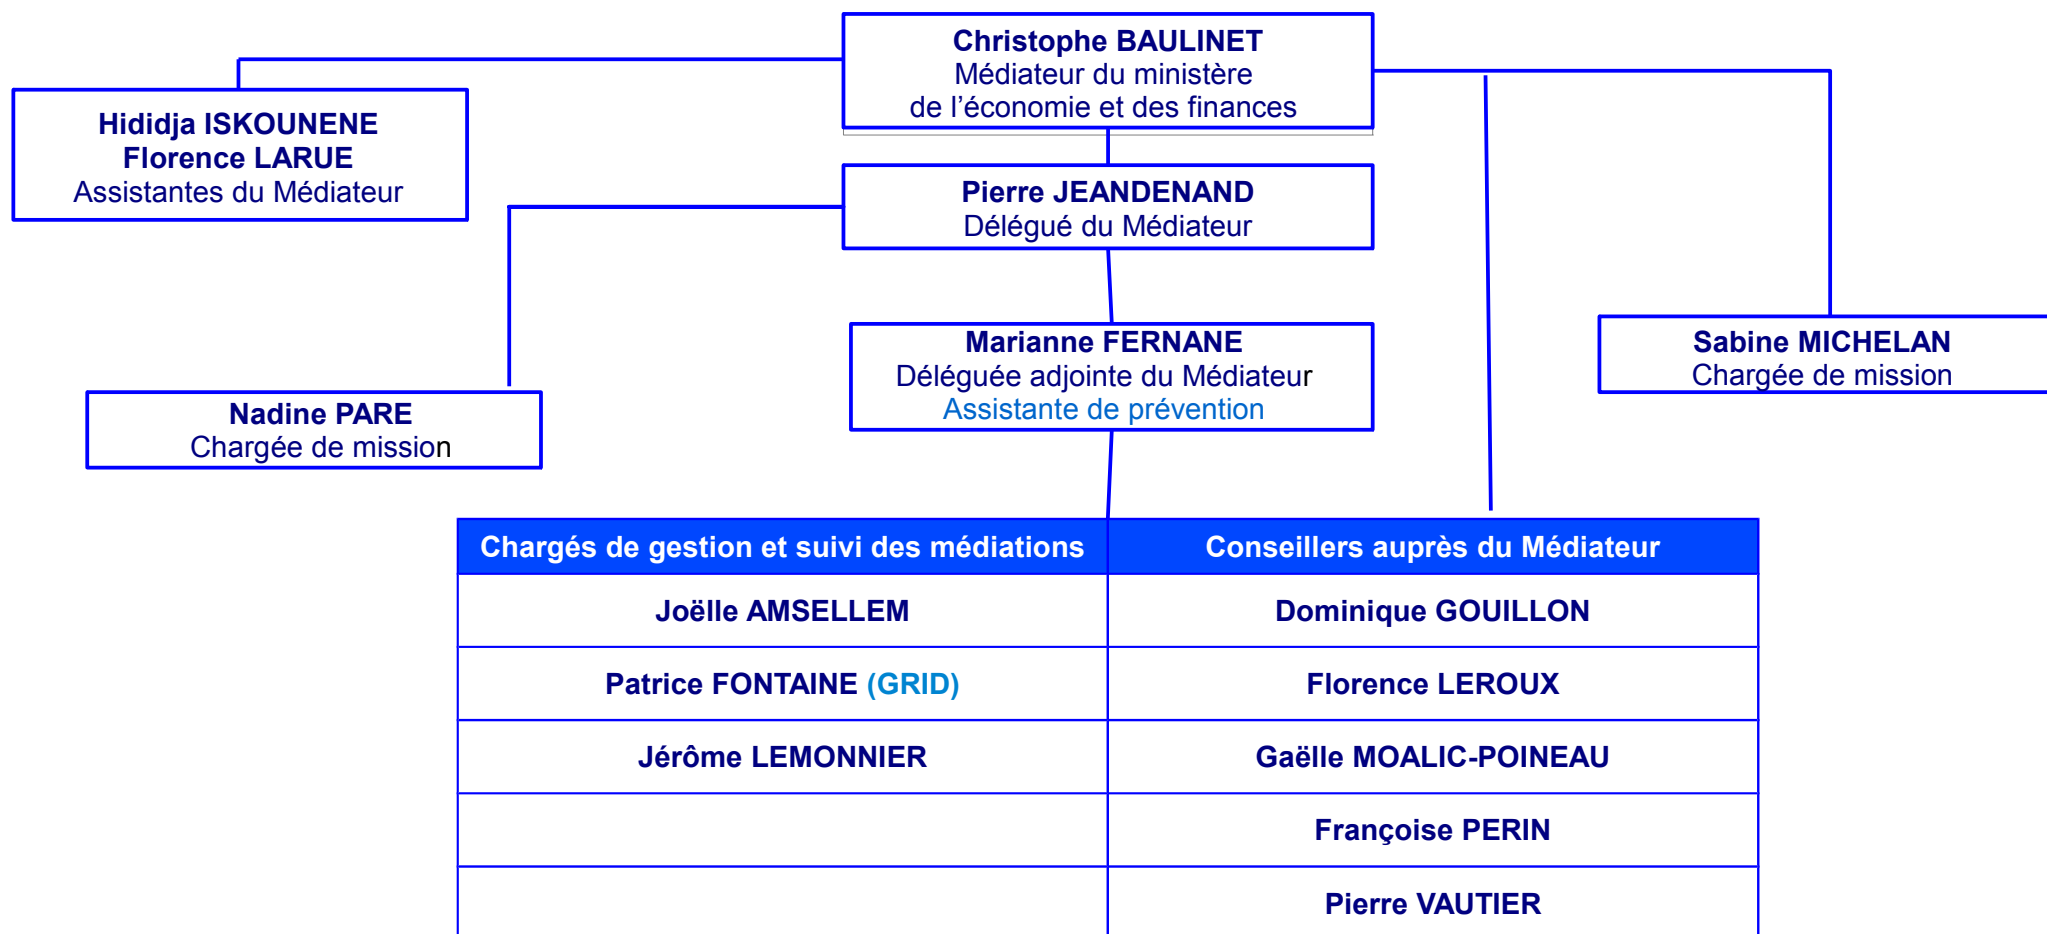 Christophe BAULINET
Médiateur du ministère
de l’économie et des finances
Hididja ISKOUNENE
Florence LARUE
Assistantes du Médiateur
Pierre JEANDENAND
Délégué du Médiateur
Marianne FERNANE
Déléguée adjointe du Médiateur
Assistante de prévention
Sabine MICHELAN
Chargée de mission
Nadine PARE
Chargée de mission
Chargés de gestion et suivi des médiations
Conseillers auprès du Médiateur
Joëlle AMSELLEM
Dominique GOUILLON
Patrice FONTAINE (GRID)
Florence LEROUX
Jérôme LEMONNIER
Gaëlle MOALIC-POINEAU
Françoise PERIN
Pierre VAUTIER